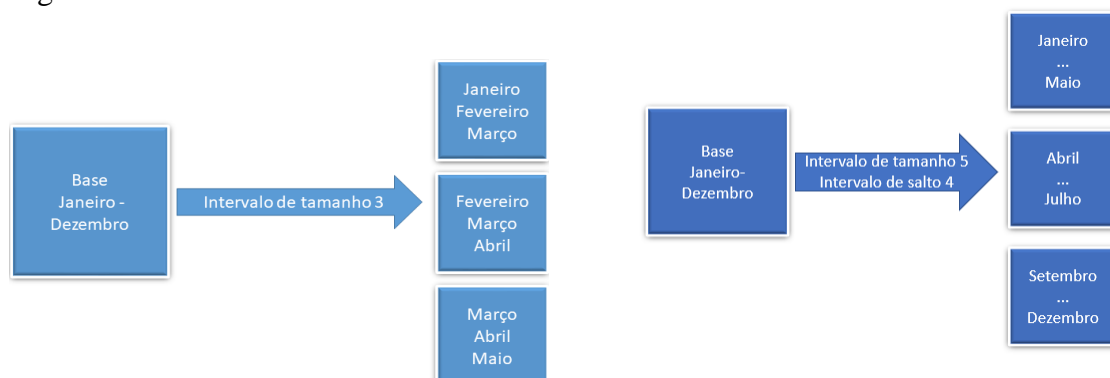 Base
Janeiro -
Dezembro
Intervalo de tamanho 3
Janeiro
Fevereiro
Março
Fevereiro
Março
Abril
Março
Abril
Maio
Base
Janeiro-
Dezembro
Intervalo de tamanho 5
Intervalo de salto 4
Janeiro
...
Maio
Abril
...
Julho
Setembro
...
Dezembro